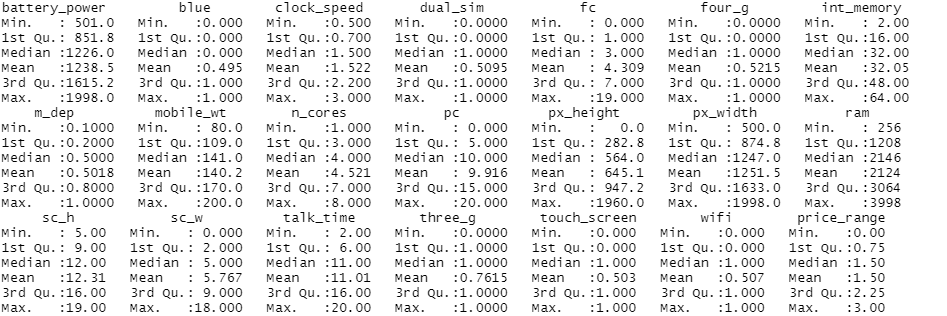 battery_power blue clock_speed dual_sim fc four_g int_memory
Min. : 501.0 Min. :0.000 Min. :0.500 Min. :0.0000 Min. : 0.000 Min. :0.0000 Min. : 2.00
1st Qu.: 851.8 1st Qu.:0.000 1st Qu.:0.700 1st Qu.:0.0000 1st Qu.: 1.000 1st Qu.:0.0000 1st Qu.:16.00
Median :1226.0 Median :0.000 Median :1.500 Median :1.0000 Median : 3.000 Median :1.0000 Median :32.00
Mean :1238.5 Mean :0.495 Mean :1.522 Mean :0.5095 Mean : 4.309 Mean :0.5215 Mean :32.05
3rd Qu.:1615.2 3rd Qu.:1.000 3rd Qu.:2.200 3rd Qu.:1.0000 3rd Qu.: 7.000 3rd Qu.:1.0000 3rd Qu.:48.00
Max. :1998.0 Max. :1.000 Max. :3.000 Max. :1.0000 Max. :19.000 Max. :1.0000 Max. :64.00
m_dep mobile_wt n_cores pc px_height px_width ram
Min. :0.1000 Min. : 80.0 Min. :1.000 Min. : 0.000 Min. : 0.0 Min. : 500.0 Min. : 256
1st Qu.:0.2000 1st Qu.:109.0 1st Qu.:3.000 1st Qu.: 5.000 1st Qu.: 282.8 1st Qu.: 874.8 1st Qu.:1208
Median :0.5000 Median :141.0 Median :4.000 Median :10.000 Median : 564.0 Median :1247.0 Median :2146
Mean :0.5018 Mean :140.2 Mean :4.521 Mean : 9.916 Mean : 645.1 Mean :1251.5 Mean :2124
3rd Qu.:0.8000 3rd Qu.:170.0 3rd Qu.:7.000 3rd Qu.:15.000 3rd Qu.: 947.2 3rd Qu.:1633.0 3rd Qu.:3064
Max. :1.0000 Max. :200.0 Max. :8.000 Max. :20.000 Max. :1960.0 Max. :1998.0 Max. :3998
sc_h sc_w talk_time three_g touch_screen wifi price_range
Min. : 5.00 Min. : 0.000 Min. : 2.00 Min. :0.0000 Min. :0.000 Min. :0.000 Min. :0.00
1st Qu.: 9.00 1st Qu.: 2.000 1st Qu.: 6.00 1st Qu.:1.0000 1st Qu.:0.000 1st Qu.:0.000 1st Qu.:0.75
Median :12.00 Median : 5.000 Median :11.00 Median :1.0000 Median :1.000 Median :1.000 Median :1.50
Mean :12.31 Mean : 5.767 Mean :11.01 Mean :0.7615 Mean :0.503 Mean :0.507 Mean :1.50
3rd Qu.:16.00 3rd Qu.: 9.000 3rd Qu.:16.00 3rd Qu.:1.0000 3rd Qu.:1.000 3rd Qu.:1.000 3rd Qu.:2.25
Max. :19.00 Max. :18.000 Max. :20.00 Max. :1.0000 Max. :1.000 Max. :1.000 Max. :3.00